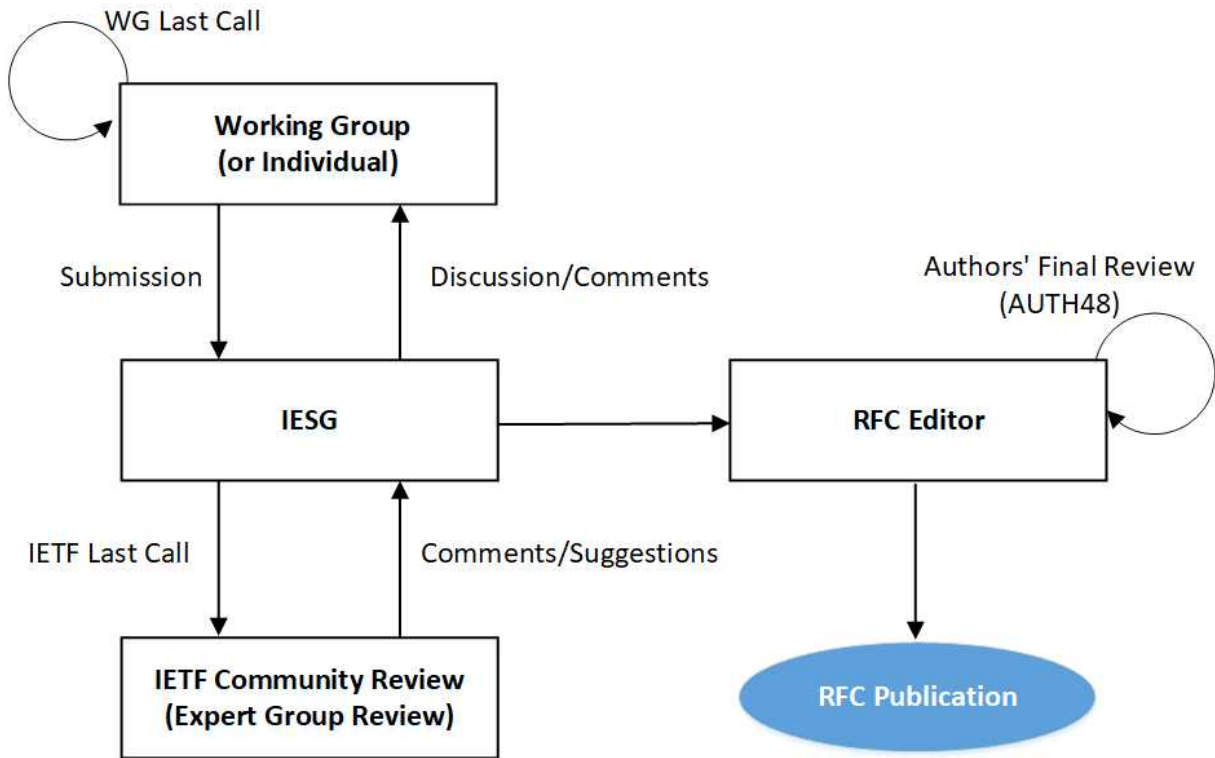 WG Last Call
Working Group
(or Individual)
Submission
Discussion/Comments
Authors' Final Review
(AUTH48)
IESG
RFC Editor
IETF Last Call
Comments/Suggestions
IETF Community Review
(Expert Group Review)
RFC Publication